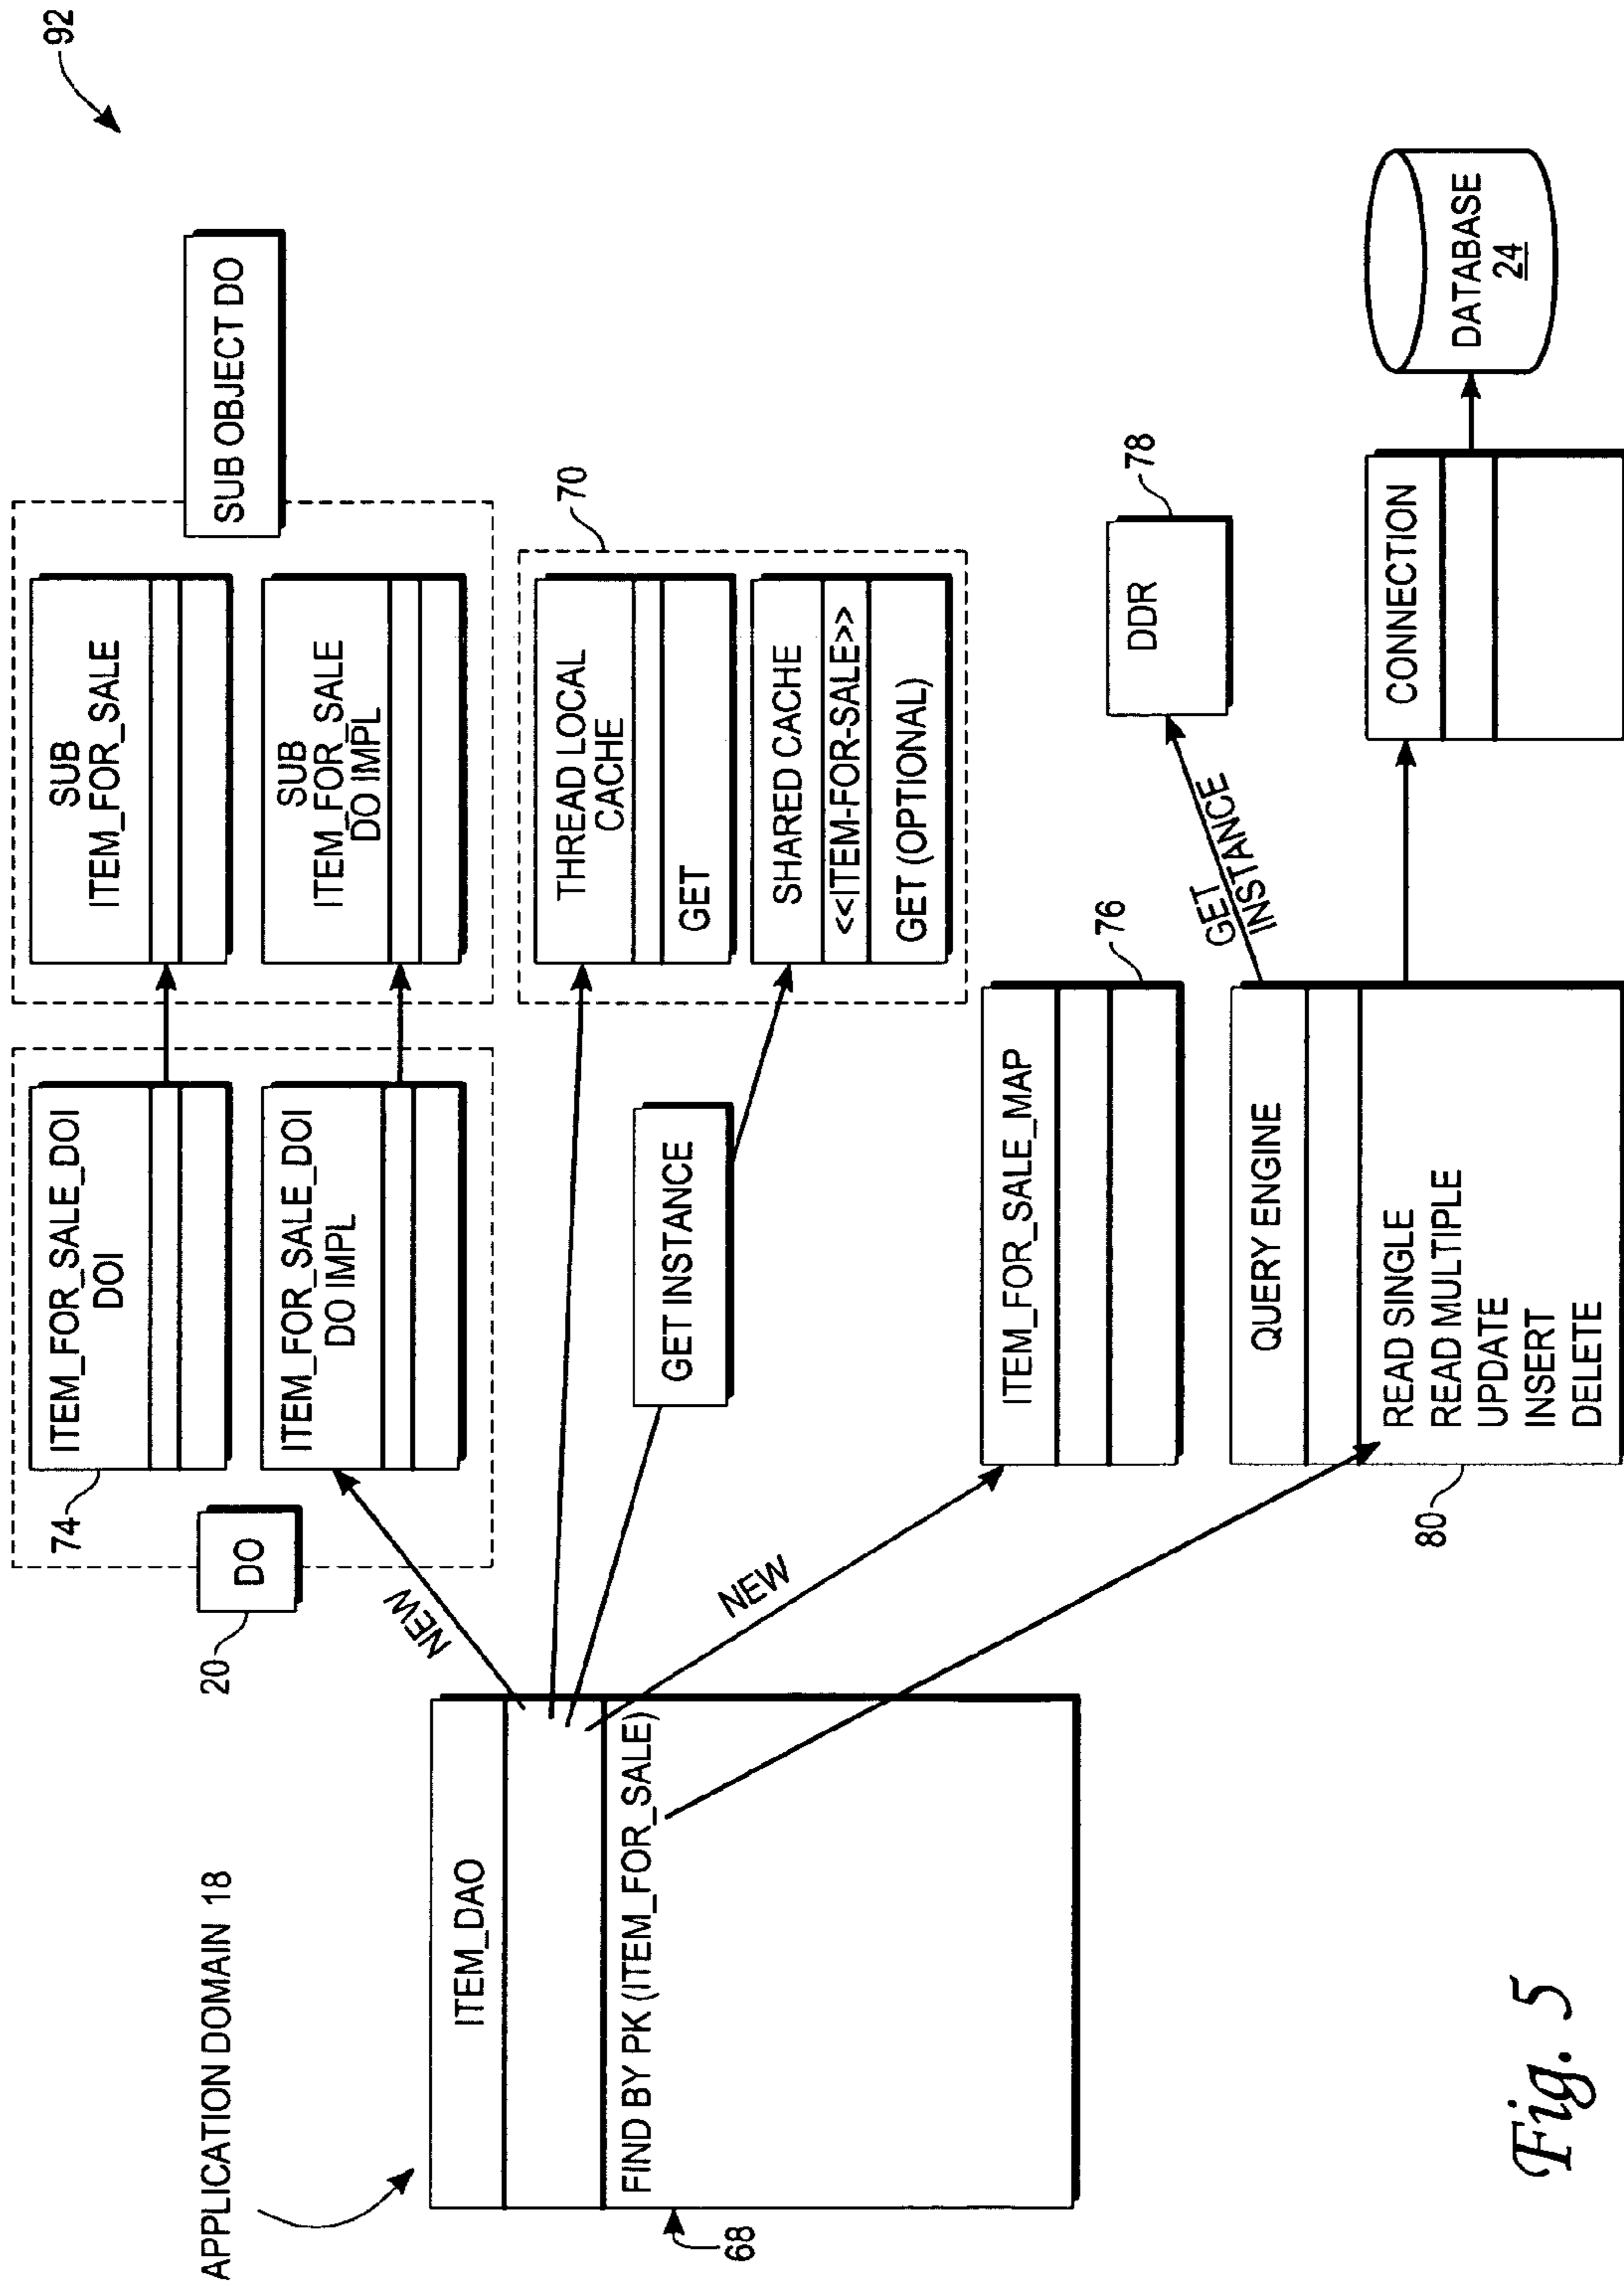 92
APPLICATION DOMAIN 18
ITEM_DAO
FIND BY PK (ITEM_FOR_SALE)
68
20
DO
74
ITEM_FOR_SALE_DOI
DOI
ITEM_FOR_SALE_DOI
DO IMPL
SUB
ITEM_FOR_SALE
SUB
ITEM_FOR_SALE
DO IMPL
SUB OBJECT DO
NEW
70
THREAD LOCAL
CACHE
GET
SHARED CACHE
<<ITEM-FOR-SALE>>
GET (OPTIONAL)
GET INSTANCE
NEW
76
ITEM_FOR_SALE_MAP
GET
INSTANCE
78
DDR
80
QUERY ENGINE
READ SINGLE
READ MULTIPLE
UPDATE
INSERT
DELETE
CONNECTION
DATABASE
24
Fig. 5